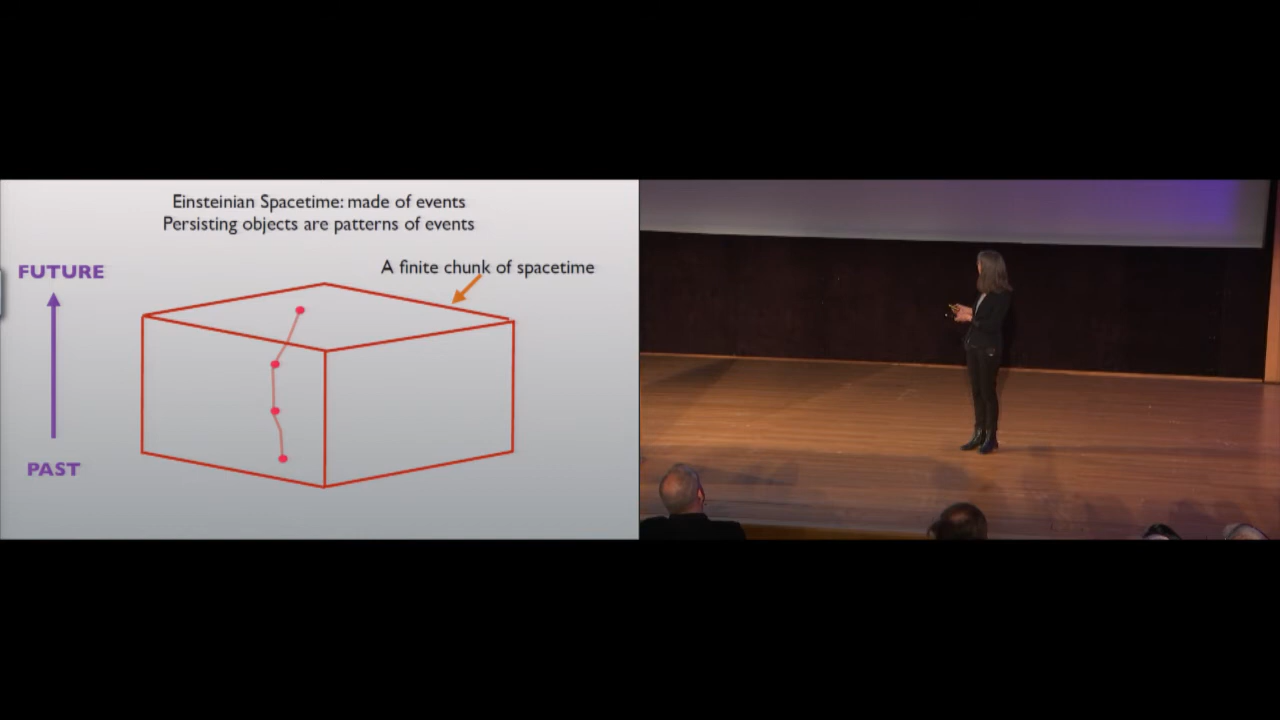 Einsteinian Spacetime: made of events
Persisting objects are patterns of events
A finite chunk of spacetime
FUTURE
PAST